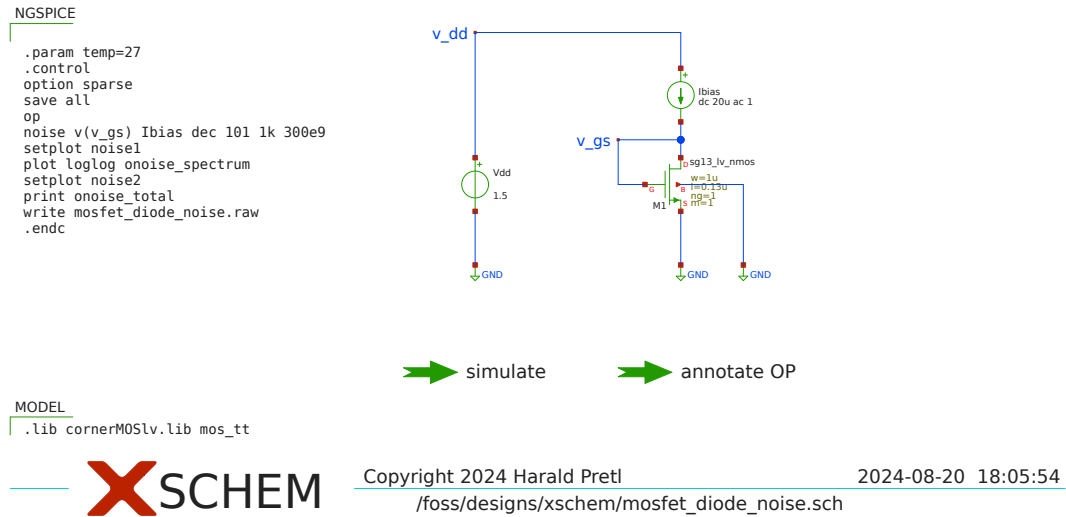 NGSPICE
.param temp=27
.control
option sparse
save all
op
noise v(v_gs) Ibias dec 101 1k 300e9
setplot noise1
plot loglog onoise_spectrum
setplot noise2
print onoise_total
write mosfet_diode_noise.raw
.endc
v_dd
+
Ibias
dc 20u ac 1
v_gs
+
Vdd
1.5
D
sg13_lv_nmos
G
B
S
w=1u
l=0.13u
ng=1
m=1
M1
GND
GND
GND
simulate
annotate OP
MODEL
.lib cornerMOSlv.lib mos_tt
XSCHEM
Copyright 2024 Harald Pretl
2024-08-20 18:05:54
/foss/designs/xschem/mosfet_diode_noise.sch